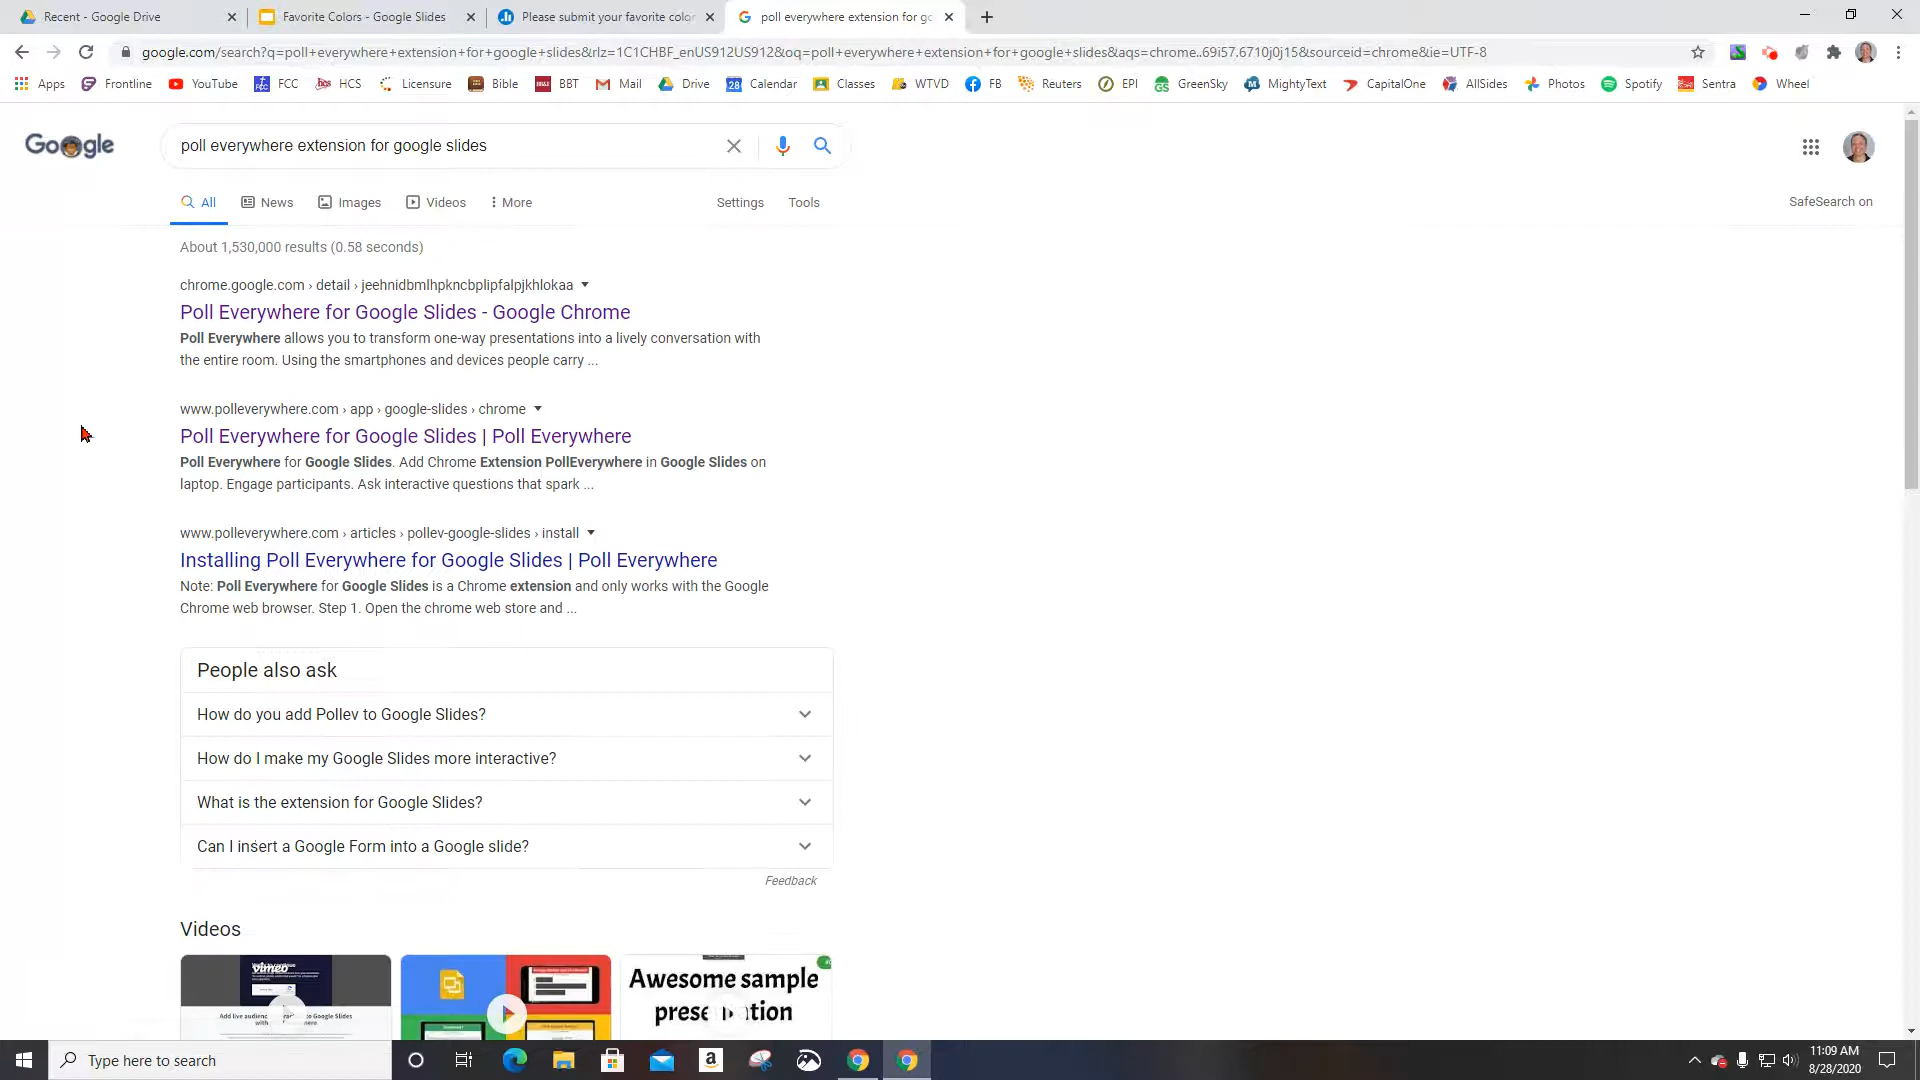 Recent - Google Drive
Favorite Colors - Google Slides
Please submit your favorite color
poll everywhere extension for go
google.com/search?q=poll+everywhere+extension+for+google+slides&rlz=1C1CHBF_enUS912US912&oq=poll+everywhere+extension+for+google+slides&aqs=chrome..69i57.6710j0j15&sourceid=chrome&ie=UTF-8
Apps Frontline YouTube FCC HCS Licensure Bible BBT Mail Drive 28 Calendar Classes WTVD FB Reuters EPI GreenSky MightyText CapitalOne AllSides Photos Spotify Sentra Wheel
Google
poll everywhere extension for google slides
All News Images Videos More Settings Tools
SafeSearch on
About 1,530,000 results (0.58 seconds)
chrome.google.com › detail › jeehnidbmlhpkncbplipfalpjkhlokaa
Poll Everywhere for Google Slides - Google Chrome
Poll Everywhere allows you to transform one-way presentations into a lively conversation with
the entire room. Using the smartphones and devices people carry ...
www.polleverywhere.com › app › google-slides › chrome
Poll Everywhere for Google Slides | Poll Everywhere
Poll Everywhere for Google Slides. Add Chrome Extension PollEverywhere in Google Slides on
laptop. Engage participants. Ask interactive questions that spark ...
www.polleverywhere.com › articles › pollev-google-slides › install
Installing Poll Everywhere for Google Slides | Poll Everywhere
Note: Poll Everywhere for Google Slides is a Chrome extension and only works with the Google
Chrome web browser. Step 1. Open the chrome web store and ...
People also ask
How do you add Pollev to Google Slides?
How do I make my Google Slides more interactive?
What is the extension for Google Slides?
Can I insert a Google Form into a Google slide?
Feedback
Videos
vimeo
Awesome sample
presentation
Type here to search
11:09 AM
8/28/2020